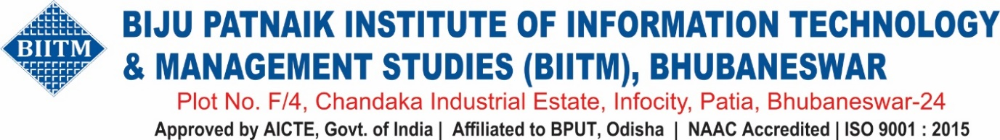 BIITM
BIJU PATNAIK INSTITUTE OF INFORMATION TECHNOLOGY
& MANAGEMENT STUDIES (BIITM), BHUBANESWAR
Plot No. F/4, Chandaka Industrial Estate, Infocity, Patia, Bhubaneswar-24
Approved by AICTE, Govt. of India | Affiliated to BPUT, Odisha | NAAC Accredited | ISO 9001 : 2015